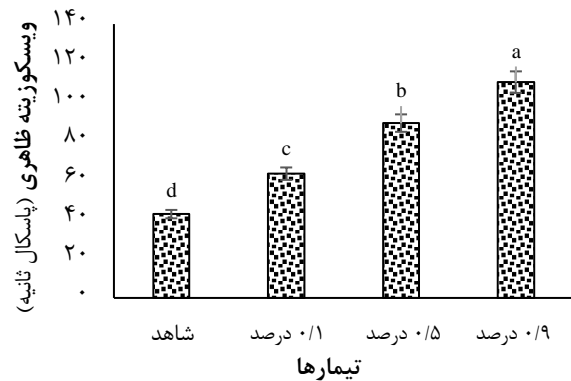 ویسکوزیته ظاهری (پاسکال ثانیه)
۱۴۰
۱۲۰
۱۰۰
۸۰
۶۰
۴۰
۲۰
۰
d
c
b
a
شاهد
۰/۱ درصد
۰/۵ درصد
۰/۹ درصد
تیمارها